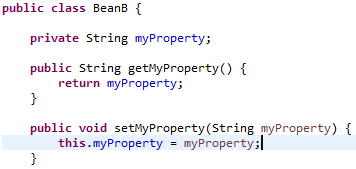 public class BeanB {
private String myProperty;
public String getMyProperty() {
return myProperty;
}
public void setMyProperty(String myProperty) {
this.myProperty = myProperty;
}